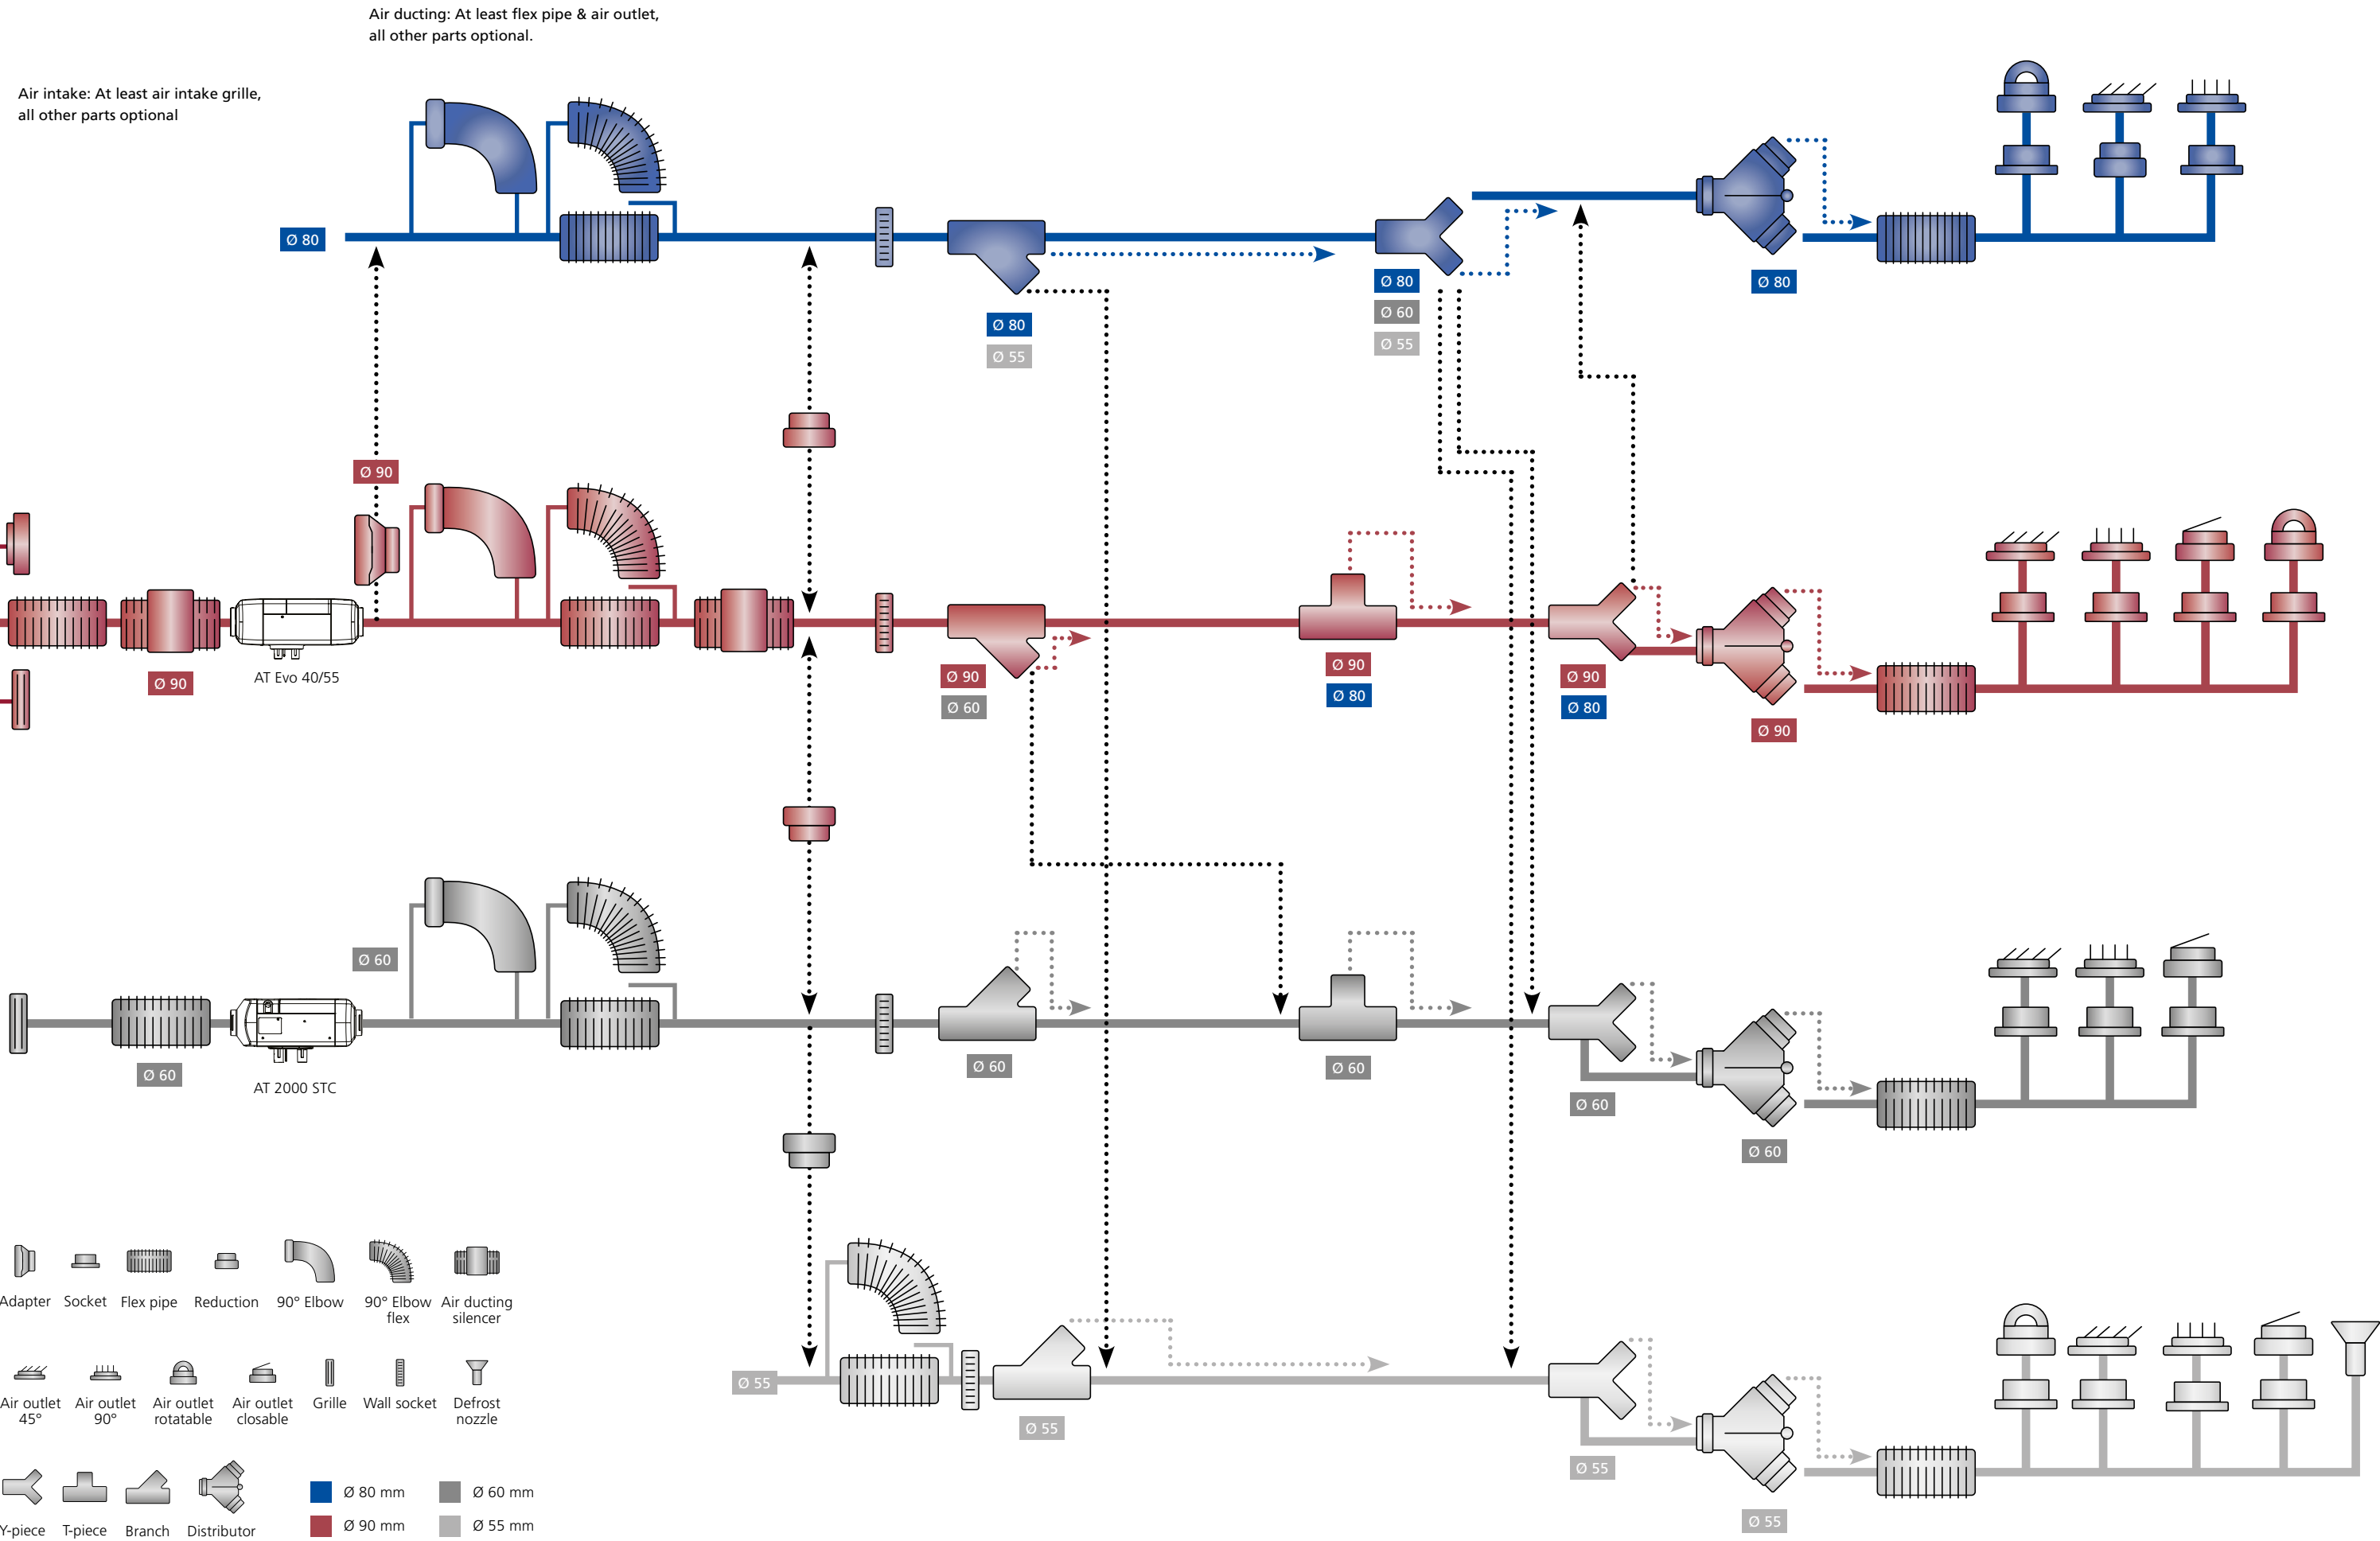 Air ducting: At least flex pipe & air outlet,
all other parts optional.
Air intake: At least air intake grille,
all other parts optional
Ø 80
Ø 80
Ø 55
Ø 80
Ø 60
Ø 55
Ø 80
Ø 90
Ø 90
AT Evo 40/55
Ø 90
Ø 60
Ø 90
Ø 80
Ø 90
Ø 80
Ø 90
Ø 60
Ø 60
AT 2000 STC
Ø 60
Ø 60
Ø 60
Ø 60
Ø 55
Ø 55
Ø 55
Ø 55
Adapter
Socket
Flex pipe
Reduction
90° Elbow
90° Elbow
flex
Air ducting
silencer
Air outlet
45°
Air outlet
90°
Air outlet
rotatable
Air outlet
closable
Grille
Wall socket
Defrost
nozzle
Y-piece
T-piece
Branch
Distributor
Ø 80 mm
Ø 90 mm
Ø 60 mm
Ø 55 mm